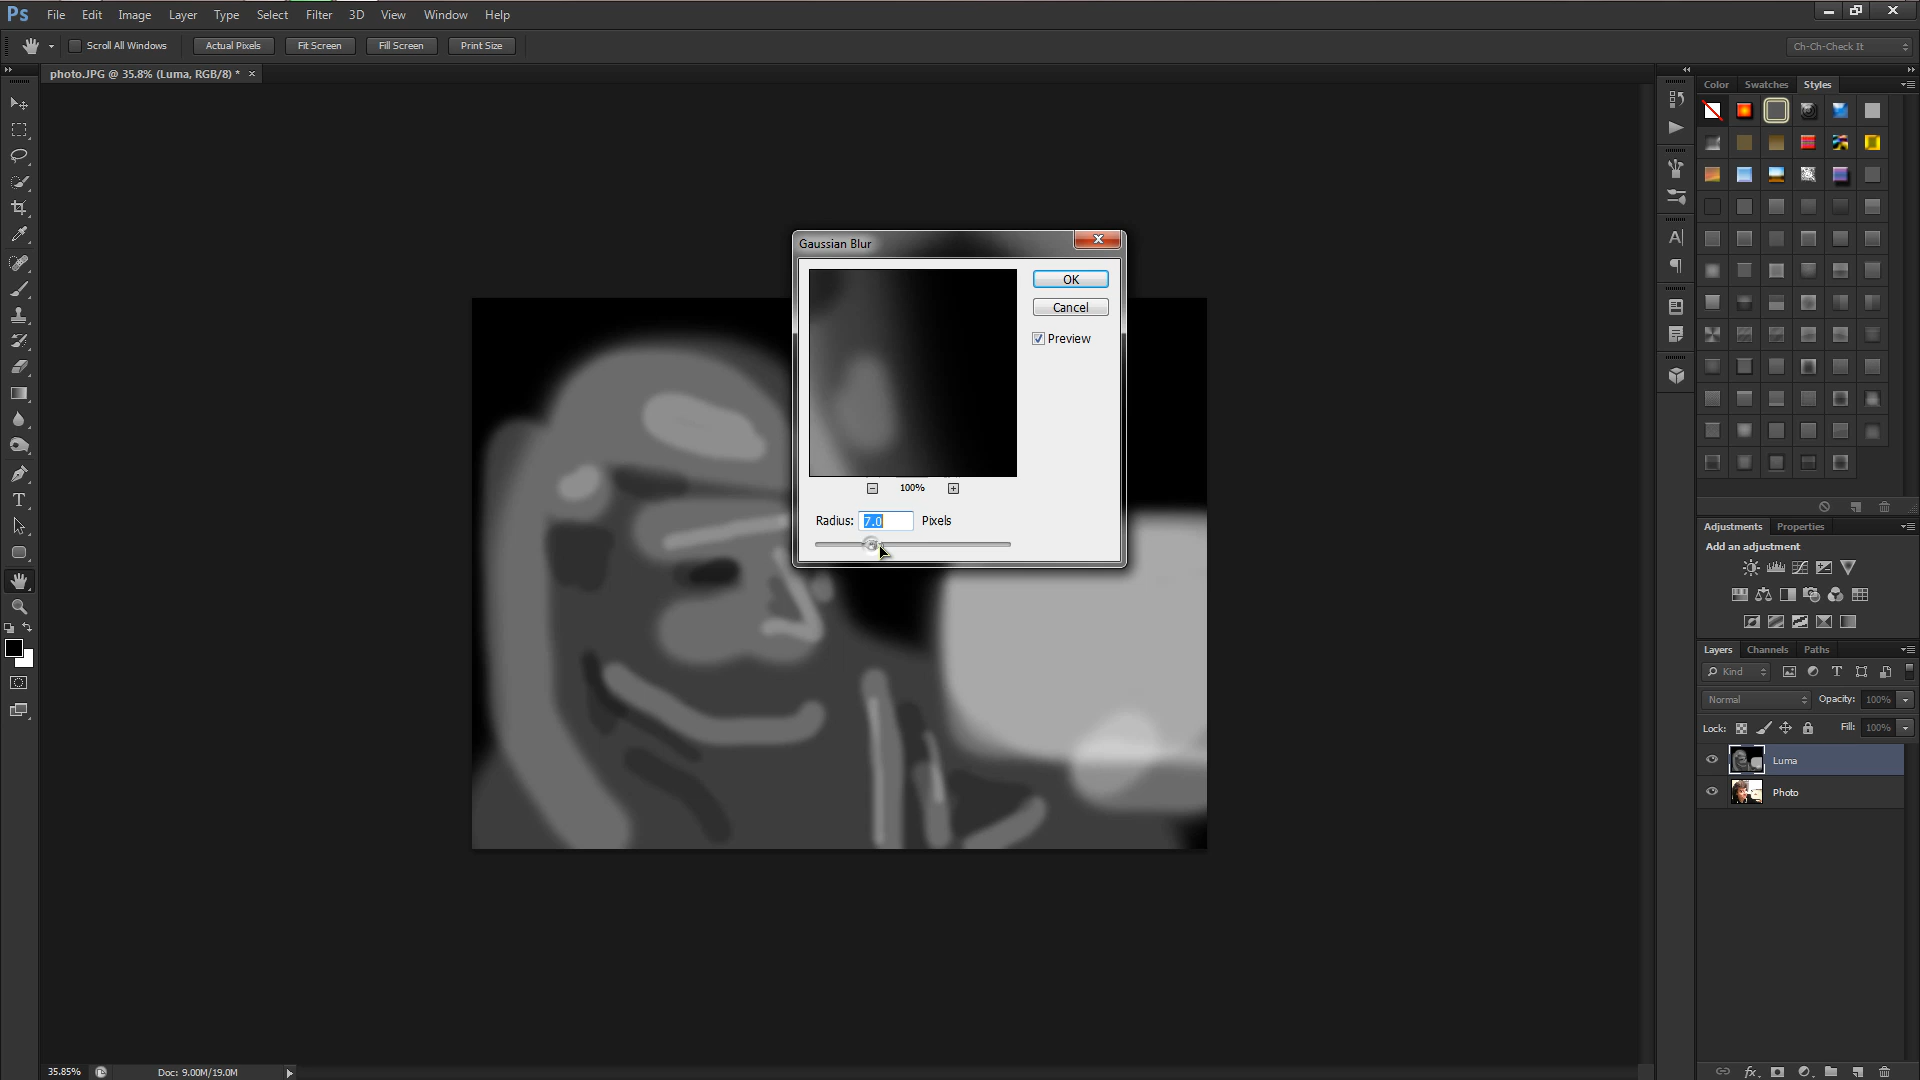 Ps File Edit Image Layer Type Select Filter 3D View Window Help
Scroll All Windows Actual Pixels Fit Screen Fill Screen Print Size Ch-Ch-Check It
photo.JPG @ 35.8% (Luma, RGB/8) * ×
Color Swatches Styles
Gaussian Blur
OK
Cancel
Preview
100%
Radius: 7.0 Pixels
Adjustments Properties
Add an adjustment
Layers Channels Paths
Kind
Normal Opacity: 100%
Lock: Fill: 100%
Luma
Photo
35.85% Doc: 9.00M/19.0M